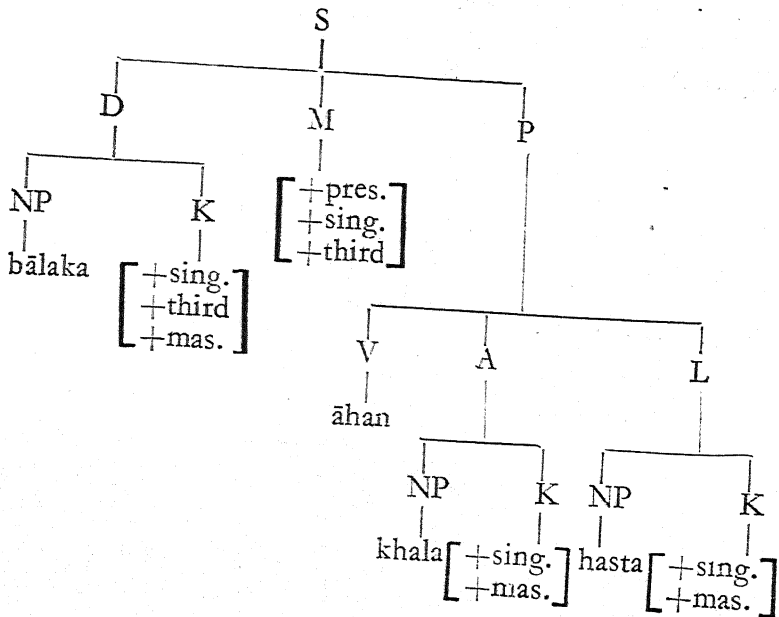 S
D M P
NP K [+pres. +sing. +third]
bālaka [+sing. +third +mas.]
V A L
āhan
NP K NP K
khala [+sing. +mas.] hasta [+sing. +mas.]